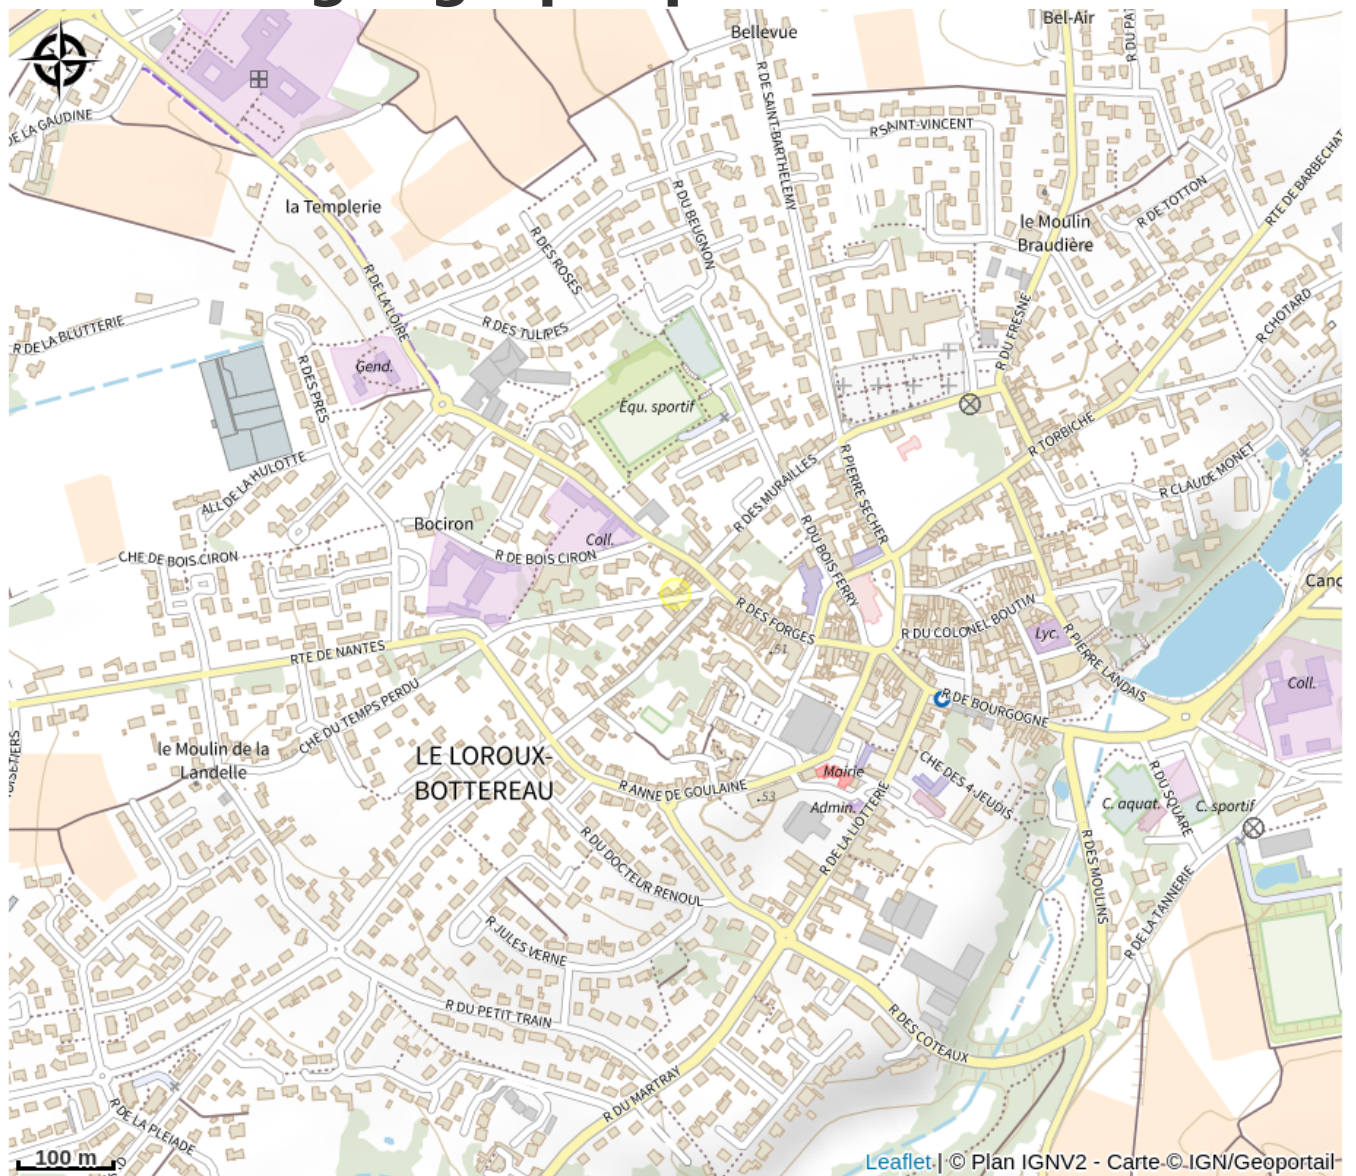 Bellevue
Bel-Air
R DU PA
DE LA GAUDINE
R DE SAINT-BARTHELEMY
R SAINT-VINCENT
RTE DE BARBECHAT
la Templerie
R DU BEUGNON
R DE TOTTON
le Moulin
Braudière
R DES ROSES
R DE LA LOIRE
R DE LA BLUTTERIE
R DES TULIPES
R DU FRESNE
R CHOTARD
Gend.
R DES PRES
Equ. sportif
R TORBICHE
ALL DE LA HULOTTE
R DES MURAILLES
R PIERRE SECHER
R CLAUDE MONET
Bociron
Coll.
R DE BOIS CIRON
CHE DE BOIS CIRON
R DU BOIS FERRY
Canc
R DES FORGES
R DU COLONEL BOUTIN
Lyc.
R PIERRE LANDAIS
.51
RTE DE NANTES
Coll.
CHE DU TEMPS PERDU
R DE BOURGOGNE
le Moulin de la
Landelle
LE LOROUX-
BOTTEREAU
R ANNE DE GOULAINE
.53
Mairie
Admin.
CHE DES 4 JEUDIS
R DE LA LIOTTERIE
C. aquat.
R DU SQUARE
C. sportif
R DU DOCTEUR RENOUL
R DES MOULINS
R DE LA TANNERIE
R JULES VERNE
R DU PETIT TRAIN
R DES COTEAUX
R DU MARTRAY
R DE LA PLEIADE
100 m
Leaflet | © Plan IGNV2 - Carte © IGN/Geoportail